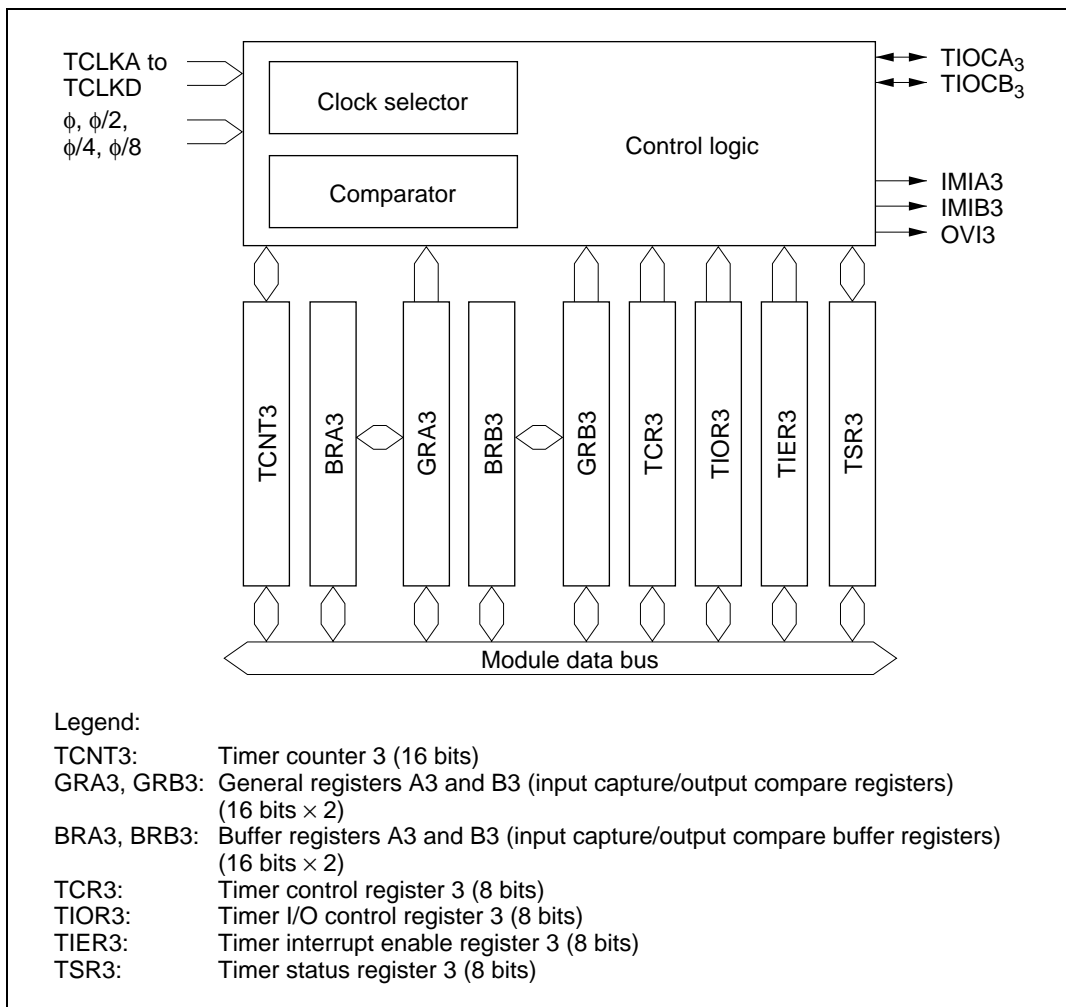 TCLKA to
TCLKD
ϕ, ϕ/2,
ϕ/4, ϕ/8
Clock selector
Comparator
Control logic
TIOCA3
TIOCB3
IMIA3
IMIB3
OVI3
TCNT3
BRA3
GRA3
BRB3
GRB3
TCR3
TIOR3
TIER3
TSR3
Module data bus
Legend:
TCNT3: Timer counter 3 (16 bits)
GRA3, GRB3: General registers A3 and B3 (input capture/output compare registers)
(16 bits × 2)
BRA3, BRB3: Buffer registers A3 and B3 (input capture/output compare buffer registers)
(16 bits × 2)
TCR3: Timer control register 3 (8 bits)
TIOR3: Timer I/O control register 3 (8 bits)
TIER3: Timer interrupt enable register 3 (8 bits)
TSR3: Timer status register 3 (8 bits)